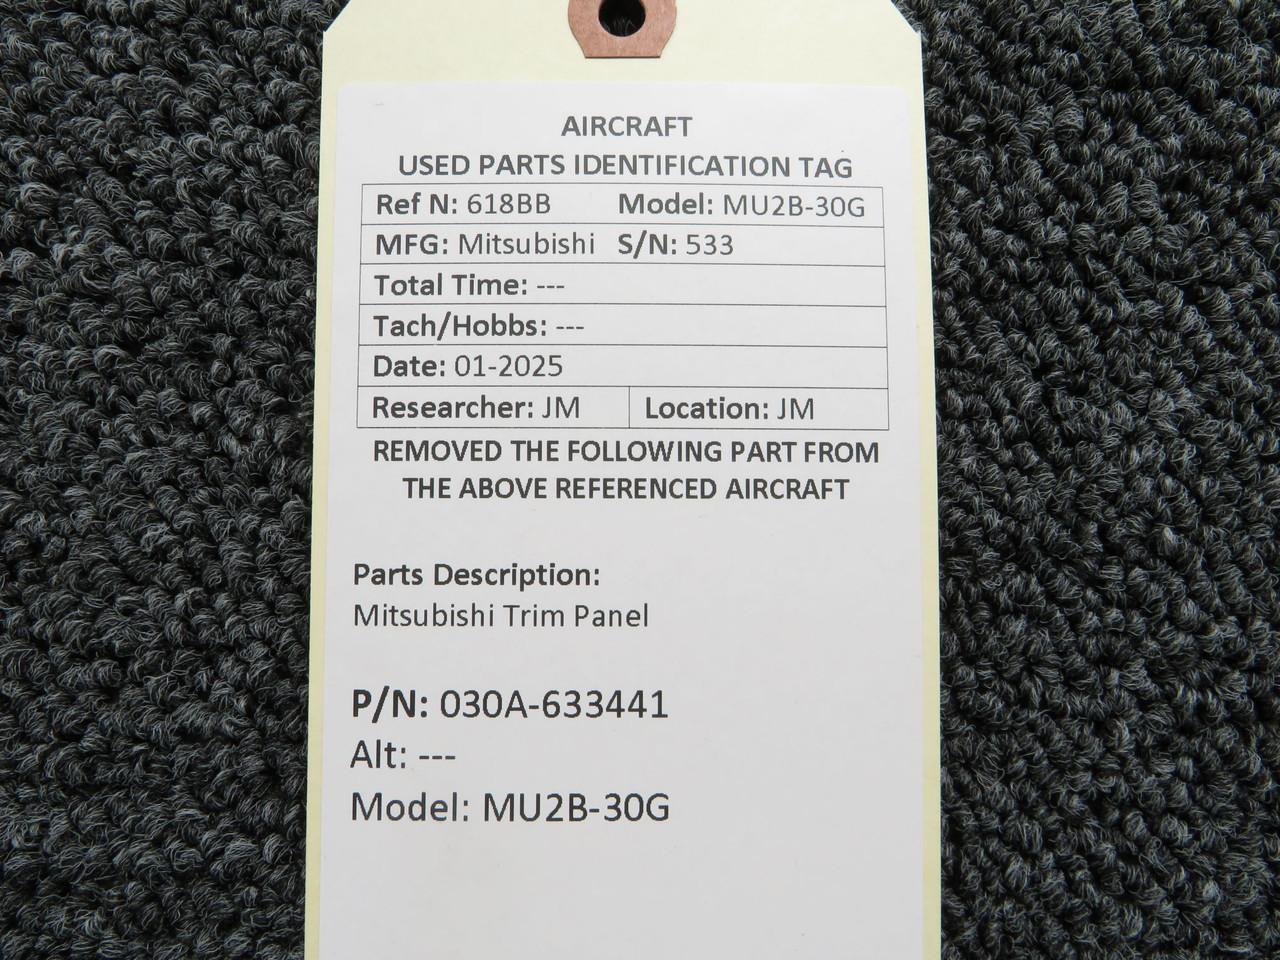 AIRCRAFT
USED PARTS IDENTIFICATION TAG
Ref N: 618BB Model: MU2B-30G
MFG: Mitsubishi S/N: 533
Total Time: ---
Tach/Hobbs: ---
Date: 01-2025
Researcher: JM Location: JM
REMOVED THE FOLLOWING PART FROM
THE ABOVE REFERENCED AIRCRAFT
Parts Description:
Mitsubishi Trim Panel
P/N: 030A-633441
Alt: ---
Model: MU2B-30G